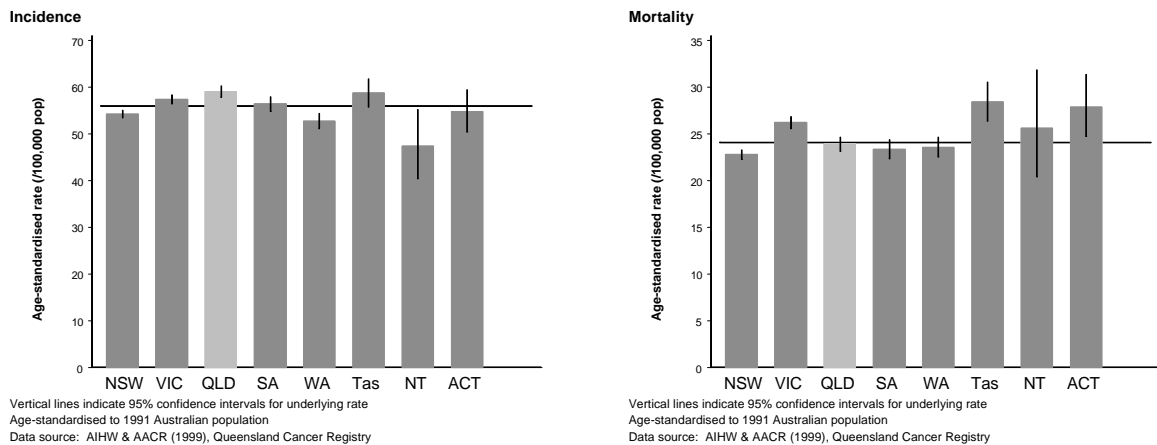 Incidence
70
60
50
40
30
20
10
0
Age-standardised rate (/100,000 pop)
NSW VIC QLD SA WA Tas NT ACT
Vertical lines indicate 95% confidence intervals for underlying rate
Age-standardised to 1991 Australian population
Data source: AIHW & AACR (1999), Queensland Cancer Registry
Mortality
35
30
25
20
15
10
5
0
Age-standardised rate (/100,000 pop)
NSW VIC QLD SA WA Tas NT ACT
Vertical lines indicate 95% confidence intervals for underlying rate
Age-standardised to 1991 Australian population
Data source: AIHW & AACR (1999), Queensland Cancer Registry